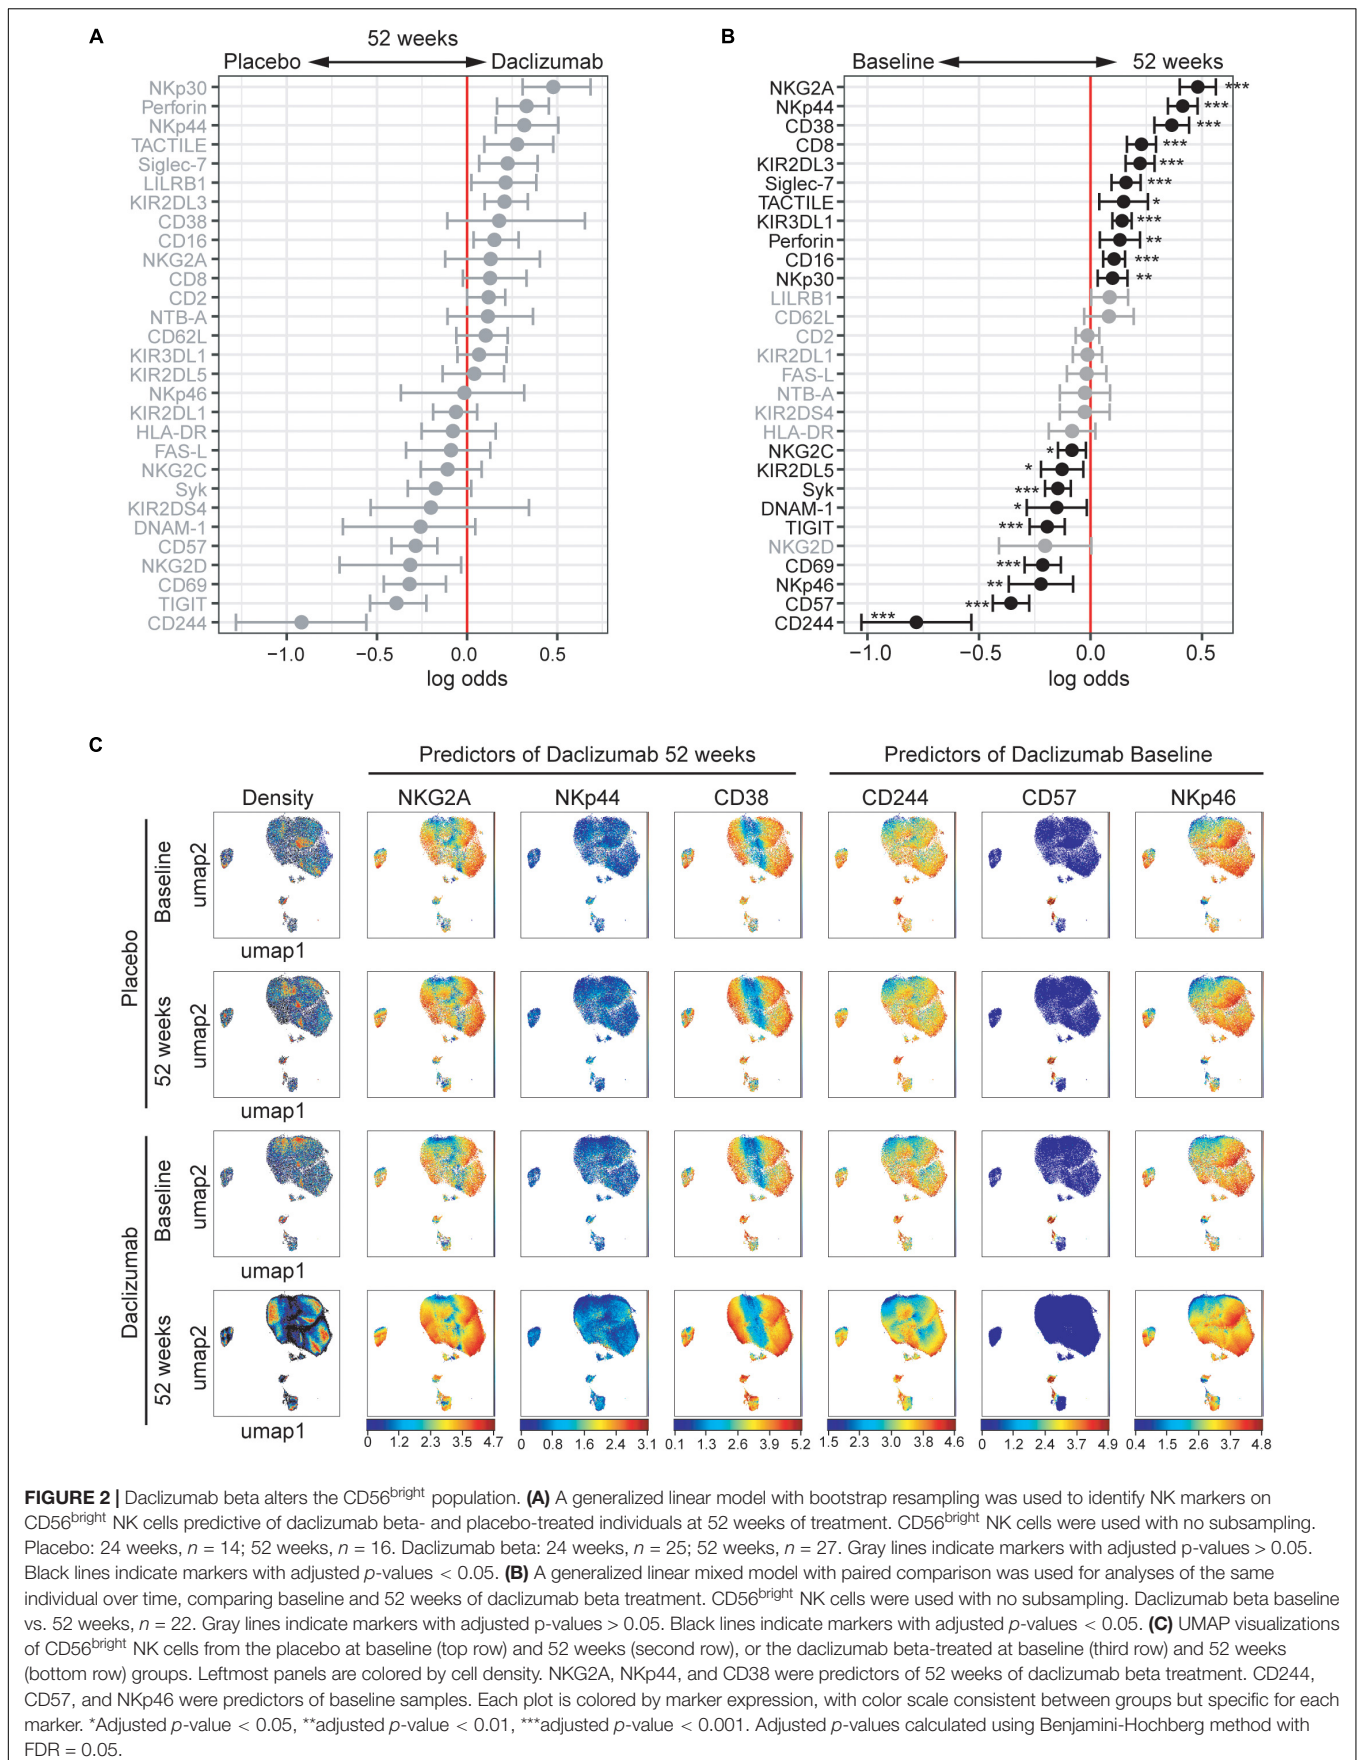 A
52 weeks
Placebo
Daclizumab
NKp30
Perforin
NKp44
TACTILE
Siglec-7
LILRB1
KIR2DL3
CD38
CD16
NKG2A
CD8
CD2
NTB-A
CD62L
KIR3DL1
KIR2DL5
NKp46
KIR2DL1
HLA-DR
FAS-L
NKG2C
Syk
KIR2DS4
DNAM-1
CD57
NKG2D
CD69
TIGIT
CD244
−1.0 −0.5 0.0 0.5
log odds
B
Baseline
52 weeks
NKG2A ***
NKp44 ***
CD38 ***
CD8 ***
KIR2DL3 ***
Siglec-7 ***
TACTILE *
KIR3DL1 ***
Perforin **
CD16 ***
NKp30 **
LILRB1
CD62L
CD2
KIR2DL1
FAS-L
NTB-A
KIR2DS4
HLA-DR
NKG2C *
KIR2DL5 *
Syk ***
DNAM-1 *
TIGIT ***
NKG2D
CD69 ***
NKp46 **
CD57 ***
CD244 ***
−1.0 −0.5 0.0 0.5
log odds
C
Predictors of Daclizumab 52 weeks Predictors of Daclizumab Baseline
Density NKG2A NKp44 CD38 CD244 CD57 NKp46
Placebo
Baseline
umap2
umap1
52 weeks
umap2
umap1
Daclizumab
Baseline
umap2
umap1
52 weeks
umap2
umap1
0 1.2 2.3 3.5 4.7 0 0.8 1.6 2.4 3.1 0.1 1.3 2.6 3.9 5.2 1.5 2.3 3.0 3.8 4.6 0 1.2 2.4 3.7 4.9 0.4 1.5 2.6 3.7 4.8
FIGURE 2 | Daclizumab beta alters the CD56bright population. (A) A generalized linear model with bootstrap resampling was used to identify NK markers on
CD56bright NK cells predictive of daclizumab beta- and placebo-treated individuals at 52 weeks of treatment. CD56bright NK cells were used with no subsampling.
Placebo: 24 weeks, n = 14; 52 weeks, n = 16. Daclizumab beta: 24 weeks, n = 25; 52 weeks, n = 27. Gray lines indicate markers with adjusted p-values > 0.05.
Black lines indicate markers with adjusted p-values < 0.05. (B) A generalized linear mixed model with paired comparison was used for analyses of the same
individual over time, comparing baseline and 52 weeks of daclizumab beta treatment. CD56bright NK cells were used with no subsampling. Daclizumab beta baseline
vs. 52 weeks, n = 22. Gray lines indicate markers with adjusted p-values > 0.05. Black lines indicate markers with adjusted p-values < 0.05. (C) UMAP visualizations
of CD56bright NK cells from the placebo at baseline (top row) and 52 weeks (second row), or the daclizumab beta-treated at baseline (third row) and 52 weeks
(bottom row) groups. Leftmost panels are colored by cell density. NKG2A, NKp44, and CD38 were predictors of 52 weeks of daclizumab beta treatment. CD244,
CD57, and NKp46 were predictors of baseline samples. Each plot is colored by marker expression, with color scale consistent between groups but specific for each
marker. *Adjusted p-value < 0.05, **adjusted p-value < 0.01, ***adjusted p-value < 0.001. Adjusted p-values calculated using Benjamini-Hochberg method with
FDR = 0.05.